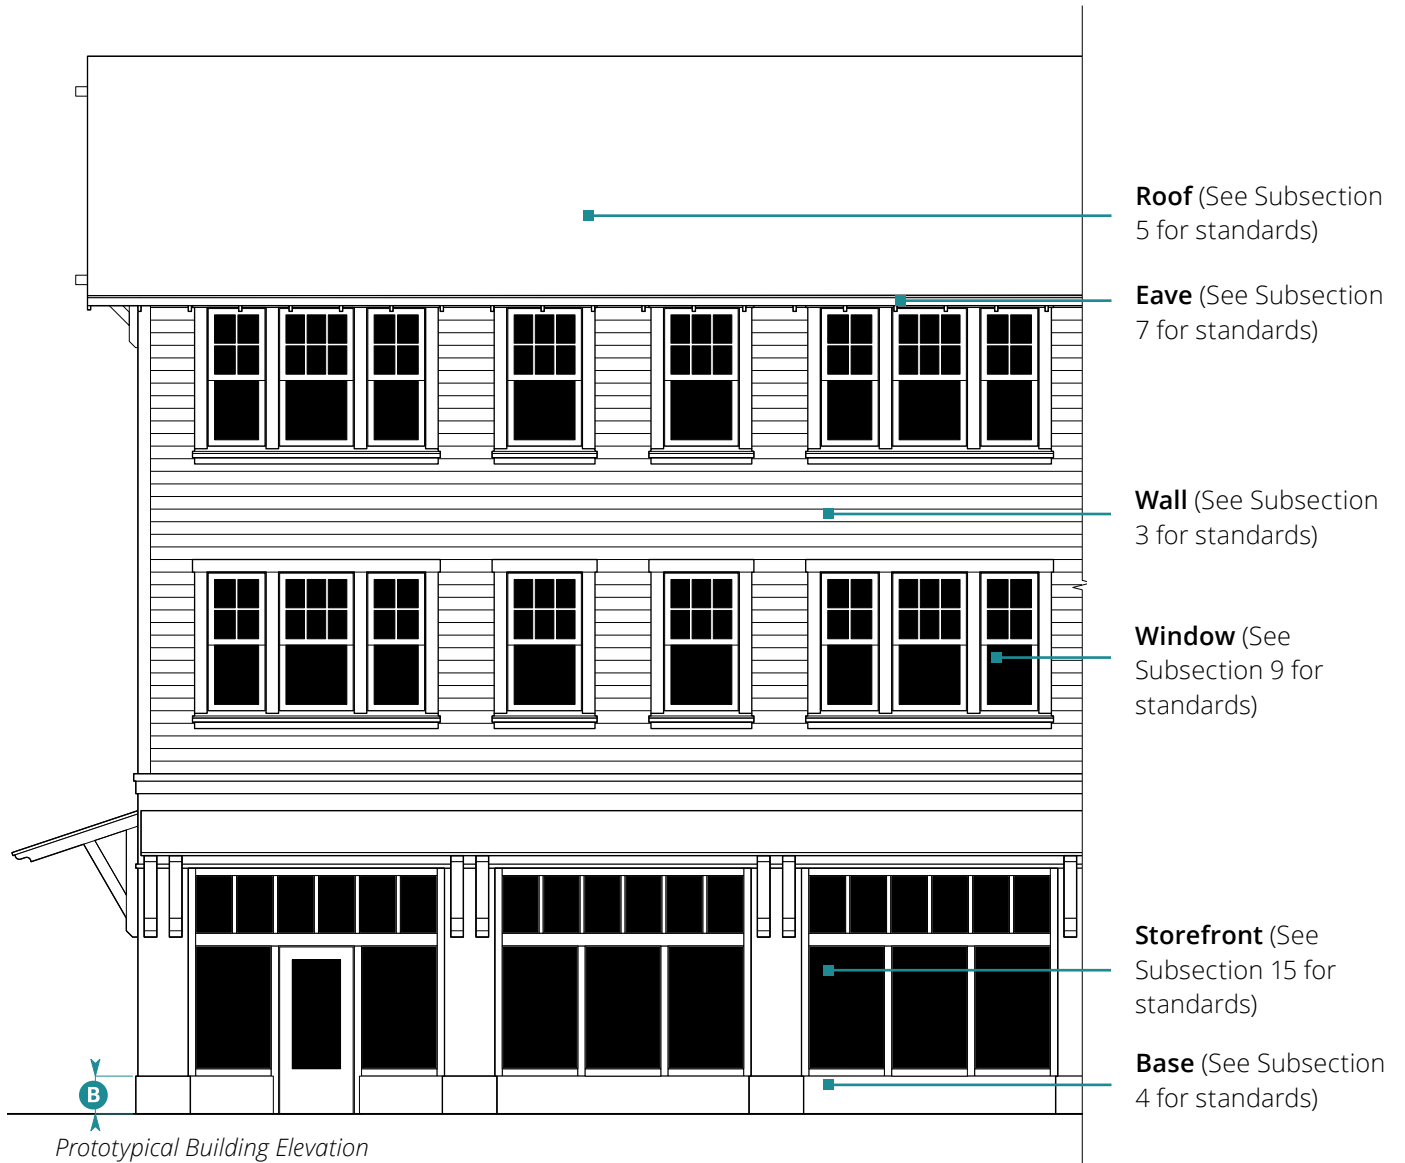 Roof (See Subsection
5 for standards)
Eave (See Subsection
7 for standards)
Wall (See Subsection
3 for standards)
Window (See
Subsection 9 for
standards)
Storefront (See
Subsection 15 for
standards)
Base (See Subsection
4 for standards)
B
Prototypical Building Elevation